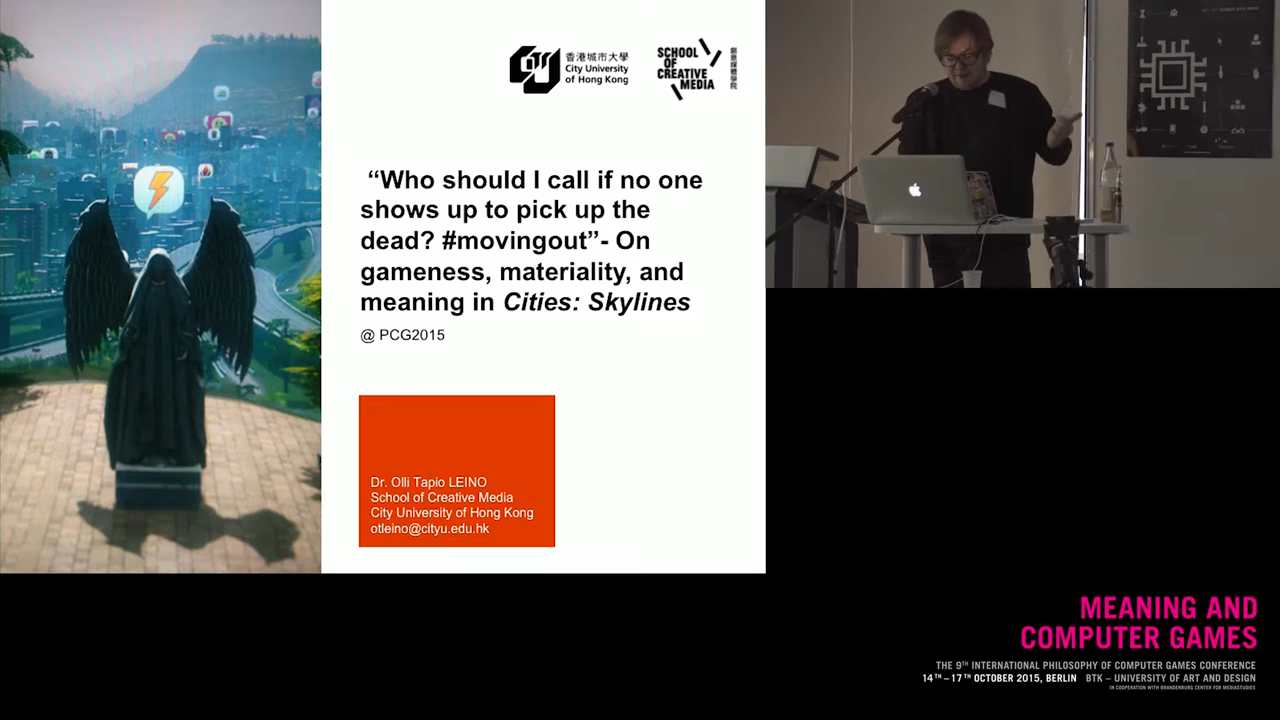 香港城市大學
City University
of Hong Kong
SCHOOL
OF
CREATIVE
MEDIA
創意媒體學院
“Who should I call if no one
shows up to pick up the
dead? #movingout”- On
gameness, materiality, and
meaning in Cities: Skylines
@ PCG2015
Dr. Olli Tapio LEINO
School of Creative Media
City University of Hong Kong
otleino@cityu.edu.hk
MEANING AND
COMPUTER GAMES
THE 9TH INTERNATIONAL PHILOSOPHY OF COMPUTER GAMES CONFERENCE
14TH – 17TH OCTOBER 2015, BERLIN BTK – UNIVERSITY OF ART AND DESIGN
IN COOPERATION WITH BRANDENBURG CENTER FOR MEDIASTUDIES